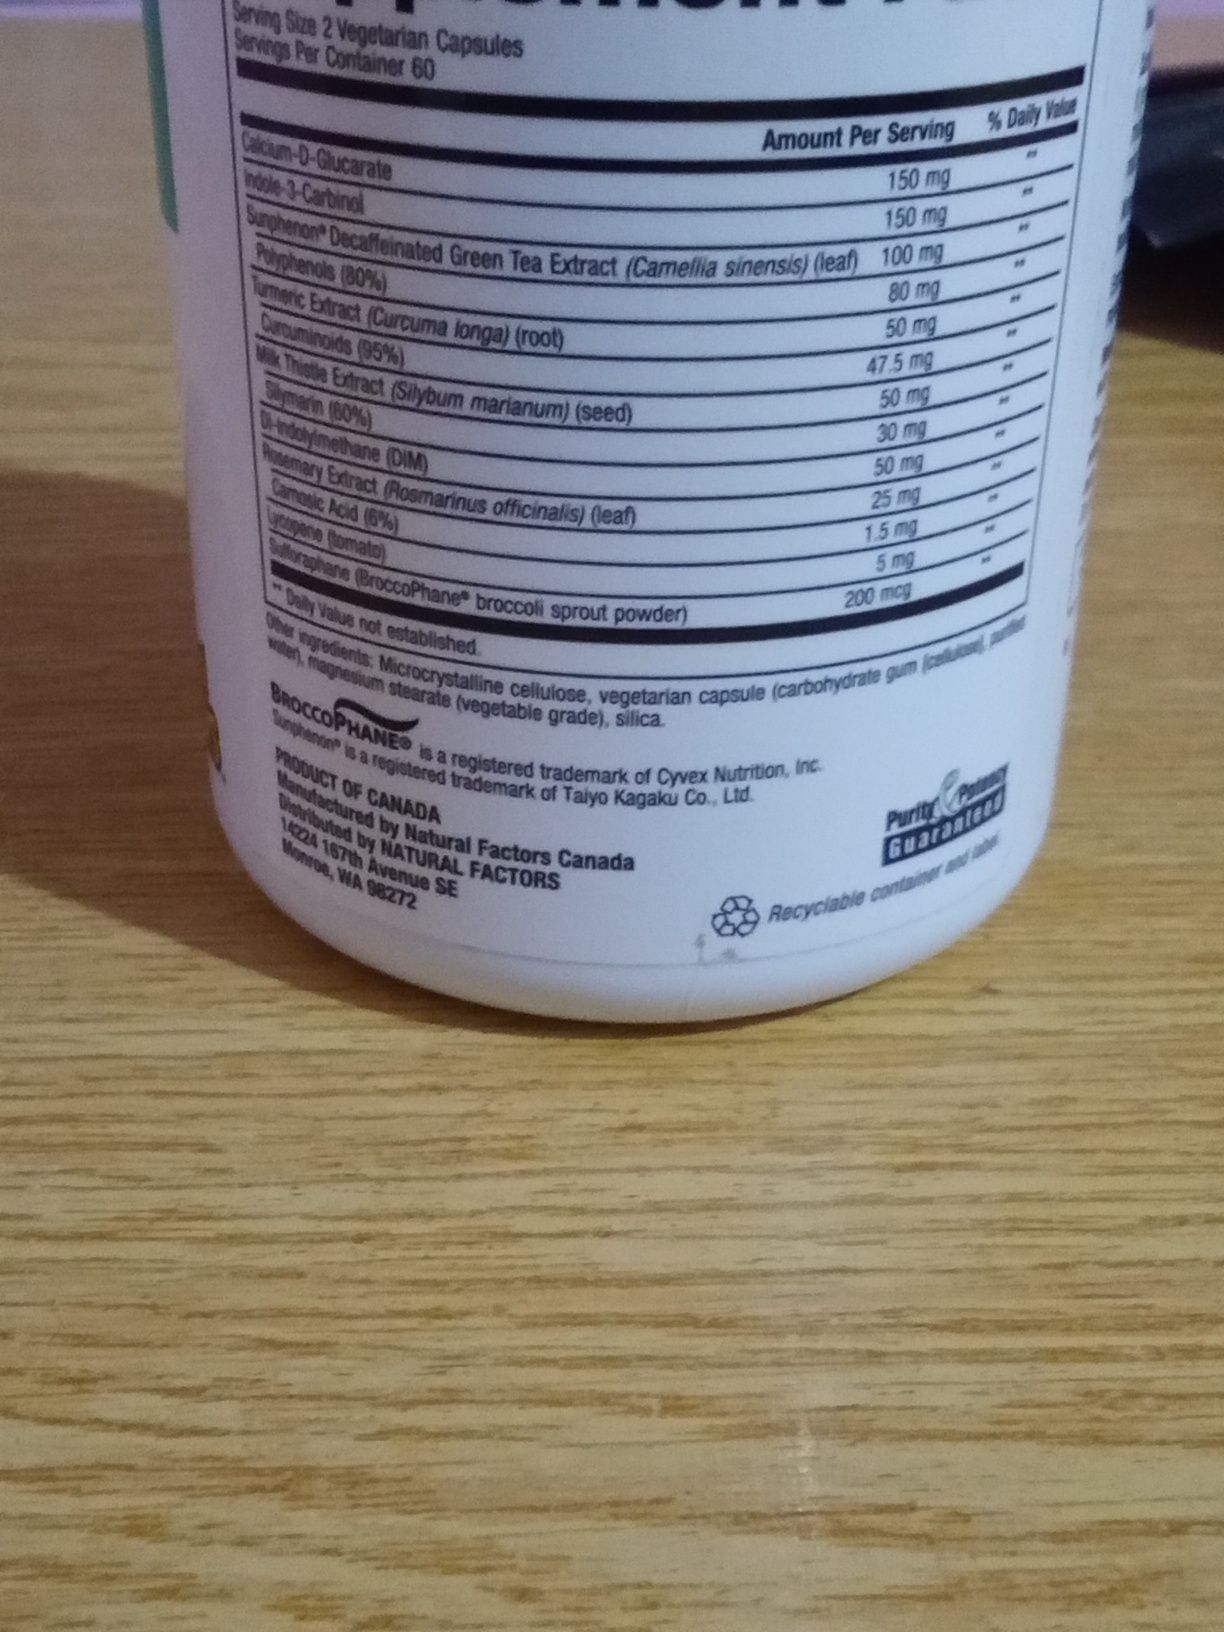 Serving Size 2 Vegetarian Capsules
Servings Per Container 60
Amount Per Serving % Daily Value
Calcium-D-Glucarate 150 mg **
Indole-3-Carbinol 150 mg **
Sunphenon® Decaffeinated Green Tea Extract (Camellia sinensis) (leaf) 100 mg **
Polyphenols (80%) 80 mg **
Turmeric Extract (Curcuma longa) (root) 50 mg **
Curcuminoids (95%) 47.5 mg **
Milk Thistle Extract (Silybum marianum) (seed) 50 mg **
Silymarin (60%) 30 mg **
Di-indolylmethane (DIM) 50 mg **
Rosemary Extract (Rosmarinus officinalis) (leaf) 25 mg **
Carnosic Acid (6%) 1.5 mg **
Lycopene (tomato) 5 mg **
Sulforaphane (BroccoPhane® broccoli sprout powder) 200 mcg **
** Daily Value not established.
Other ingredients: Microcrystalline cellulose, vegetarian capsule (carbohydrate gum [cellulose], purified
water), magnesium stearate (vegetable grade), silica.
BROCCOPHANE® is a registered trademark of Cyvex Nutrition, Inc.
Sunphenon® is a registered trademark of Taiyo Kagaku Co., Ltd.
PRODUCT OF CANADA
Manufactured by Natural Factors Canada
Distributed by NATURAL FACTORS
14224 167th Avenue SE
Monroe, WA 98272
Purity & Potency
Guaranteed
Recyclable container and label.